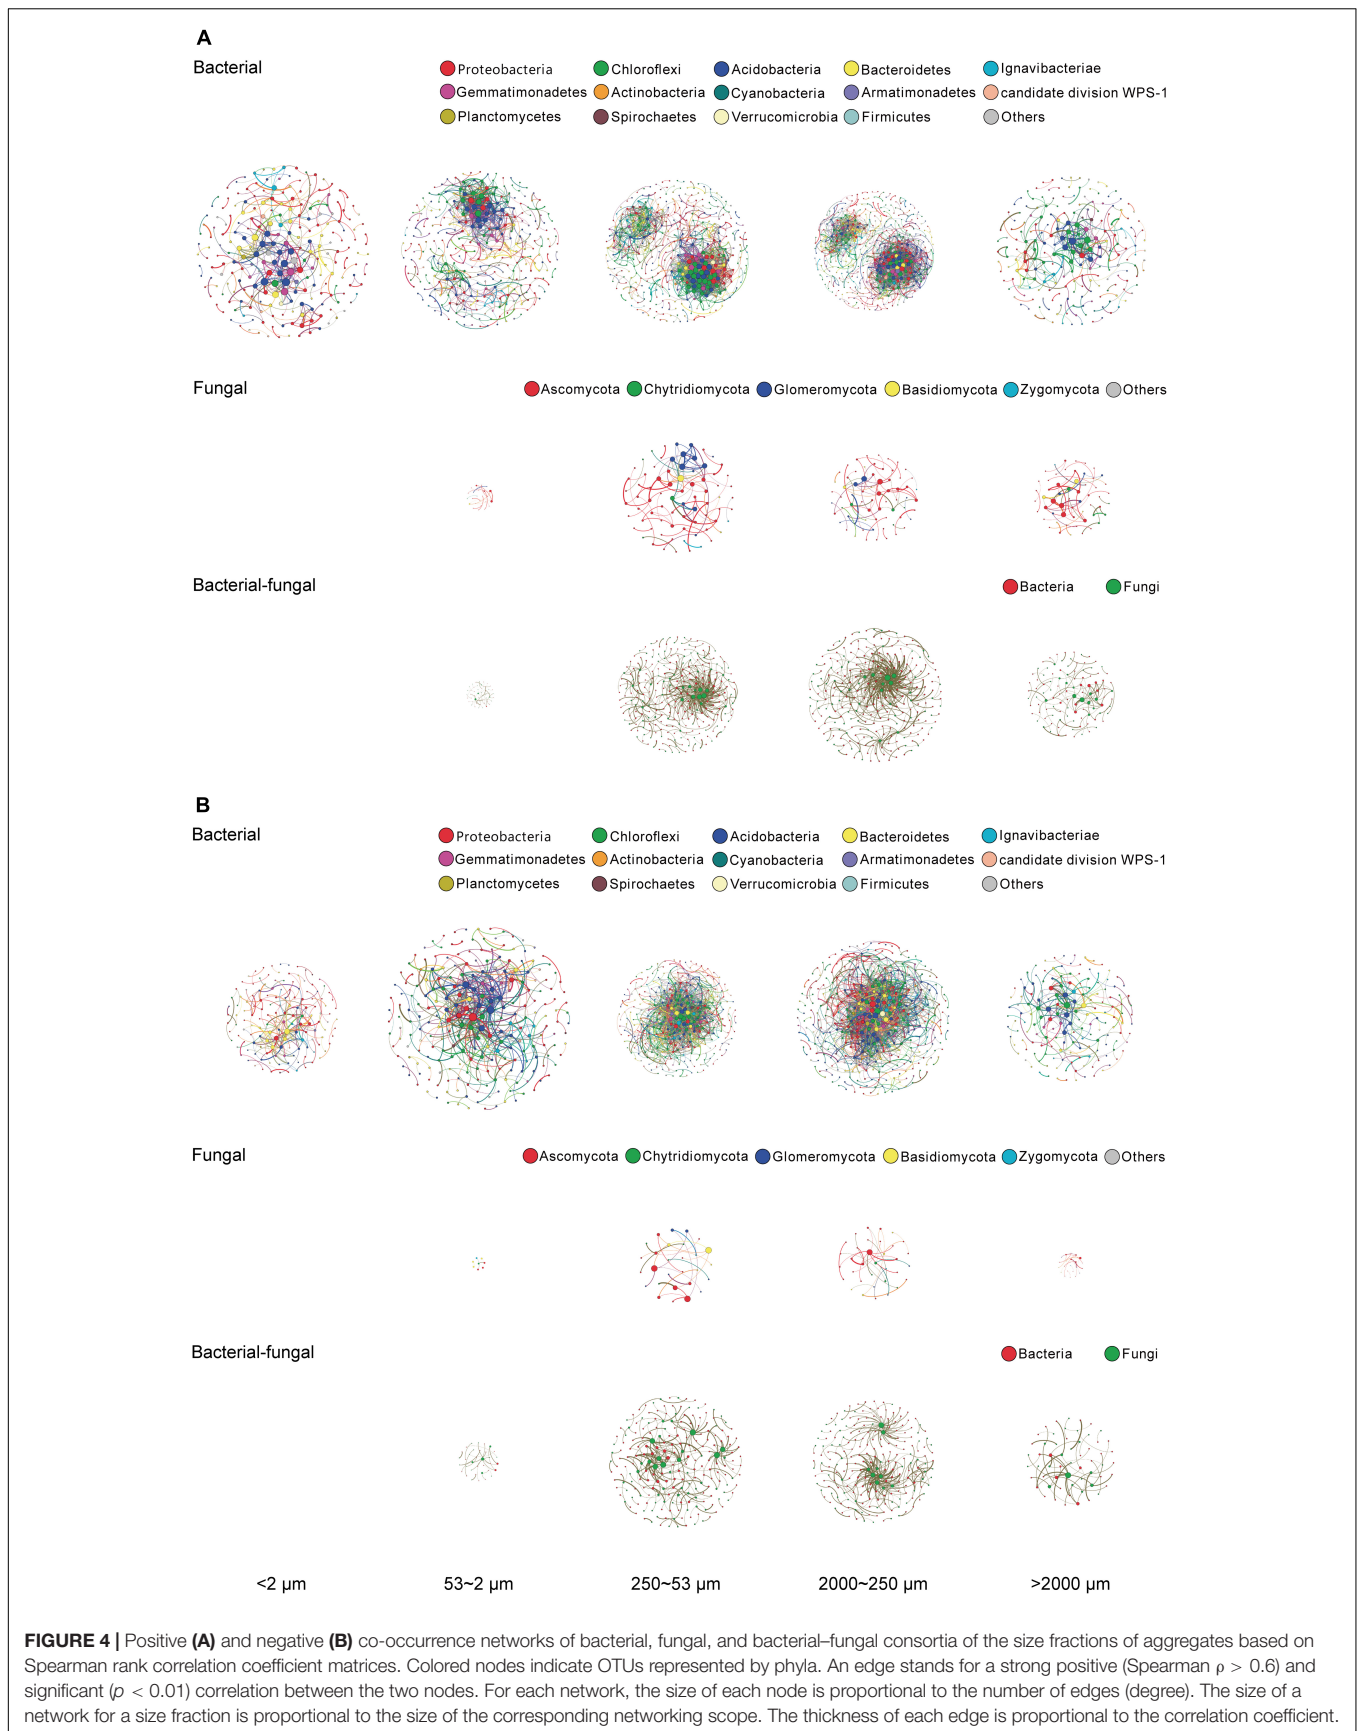 A
Bacterial
Proteobacteria Chloroflexi Acidobacteria Bacteroidetes Ignavibacteriae
Gemmatimonadetes Actinobacteria Cyanobacteria Armatimonadetes candidate division WPS-1
Planctomycetes Spirochaetes Verrucomicrobia Firmicutes Others
Fungal
Ascomycota Chytridiomycota Glomeromycota Basidiomycota Zygomycota Others
Bacterial-fungal
Bacteria Fungi
B
Bacterial
Proteobacteria Chloroflexi Acidobacteria Bacteroidetes Ignavibacteriae
Gemmatimonadetes Actinobacteria Cyanobacteria Armatimonadetes candidate division WPS-1
Planctomycetes Spirochaetes Verrucomicrobia Firmicutes Others
Fungal
Ascomycota Chytridiomycota Glomeromycota Basidiomycota Zygomycota Others
Bacterial-fungal
Bacteria Fungi
<2 μm 53~2 μm 250~53 μm 2000~250 μm >2000 μm
FIGURE 4 | Positive (A) and negative (B) co-occurrence networks of bacterial, fungal, and bacterial–fungal consortia of the size fractions of aggregates based on
Spearman rank correlation coefficient matrices. Colored nodes indicate OTUs represented by phyla. An edge stands for a strong positive (Spearman ρ > 0.6) and
significant (p < 0.01) correlation between the two nodes. For each network, the size of each node is proportional to the number of edges (degree). The size of a
network for a size fraction is proportional to the size of the corresponding networking scope. The thickness of each edge is proportional to the correlation coefficient.